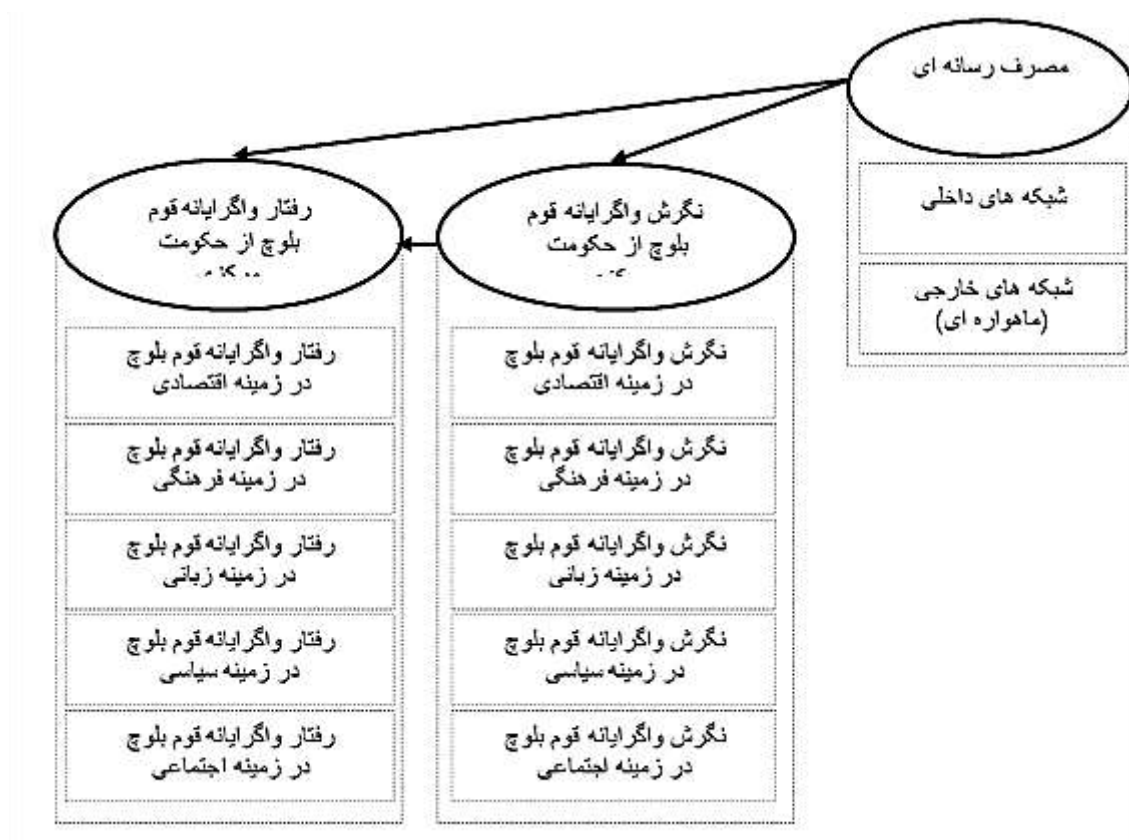 مصرف رسانه ای
شبکه های داخلی
شبکه های خارجی
(ماهواره ای)
نگرش واگرایانه قوم
بلوچ از حکومت
نگرش واگرایانه قوم بلوچ
در زمینه اقتصادی
نگرش واگرایانه قوم بلوچ
در زمینه فرهنگی
نگرش واگرایانه قوم بلوچ
در زمینه زبانی
نگرش واگرایانه قوم بلوچ
در زمینه سیاسی
نگرش واگرایانه قوم بلوچ
در زمینه اجتماعی
رفتار واگرایانه قوم
بلوچ از حکومت
رفتار واگرایانه قوم بلوچ
در زمینه اقتصادی
رفتار واگرایانه قوم بلوچ
در زمینه فرهنگی
رفتار واگرایانه قوم بلوچ
در زمینه زبانی
رفتار واگرایانه قوم بلوچ
در زمینه سیاسی
رفتار واگرایانه قوم بلوچ
در زمینه اجتماعی